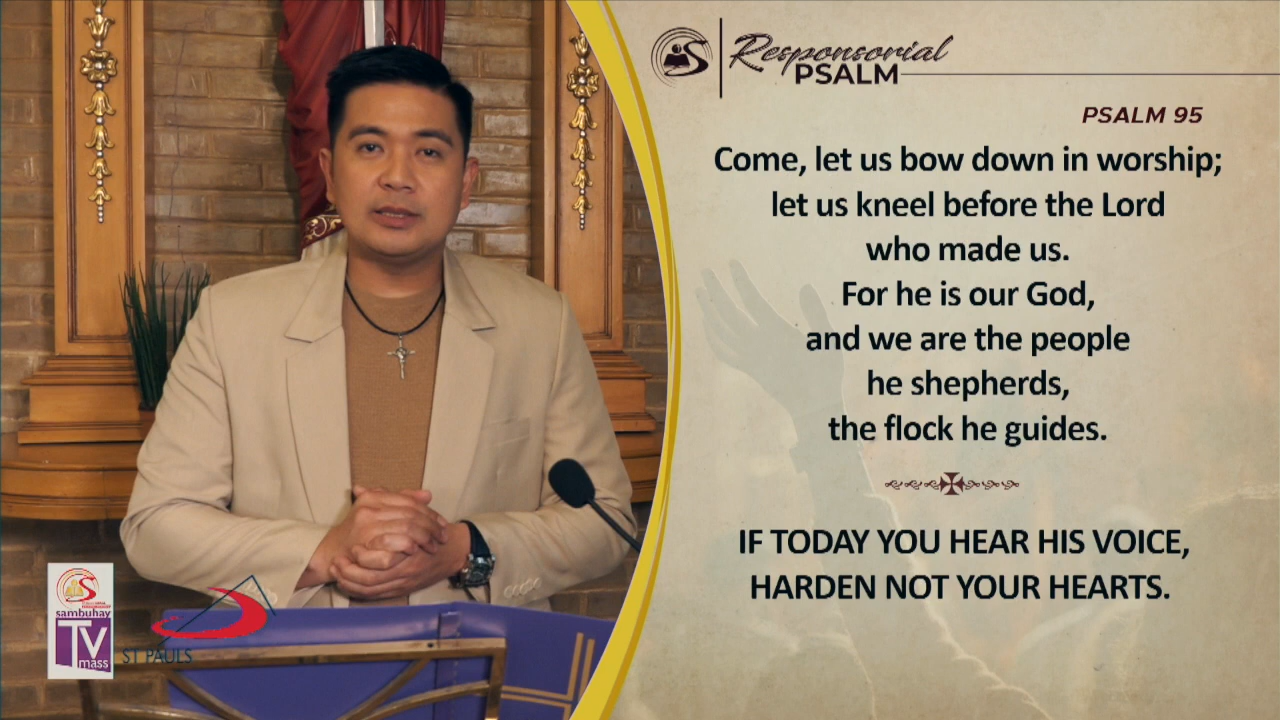 Responsorial
PSALM
PSALM 95
Come, let us bow down in worship;
let us kneel before the Lord
who made us.
For he is our God,
and we are the people
he shepherds,
the flock he guides.
IF TODAY YOU HEAR HIS VOICE,
HARDEN NOT YOUR HEARTS.
sambuhay
TV
mass
ST PAULS